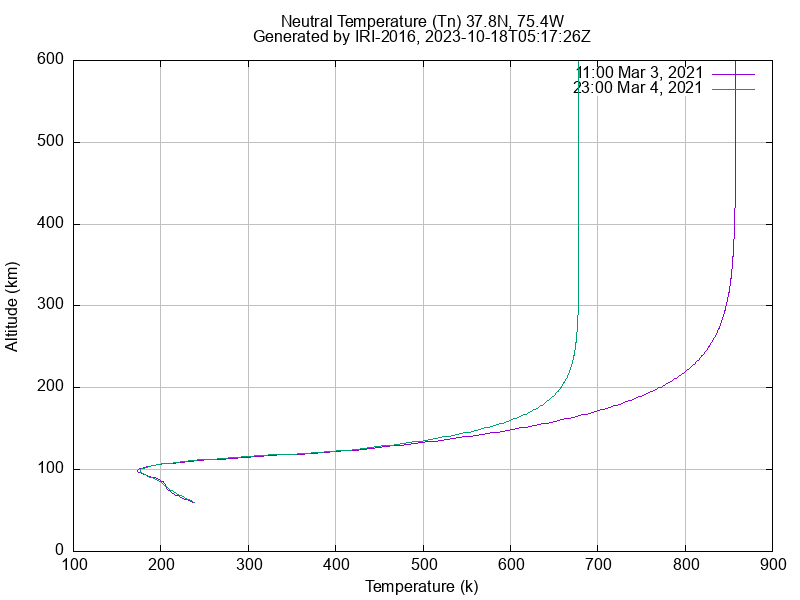 Neutral Temperature (Tn) 37.8N, 75.4W
Generated by IRI-2016, 2023-10-18T05:17:26Z
11:00 Mar 3, 2021
23:00 Mar 4, 2021
600
500
400
300
200
100
0
Altitude (km)
100 200 300 400 500 600 700 800 900
Temperature (k)